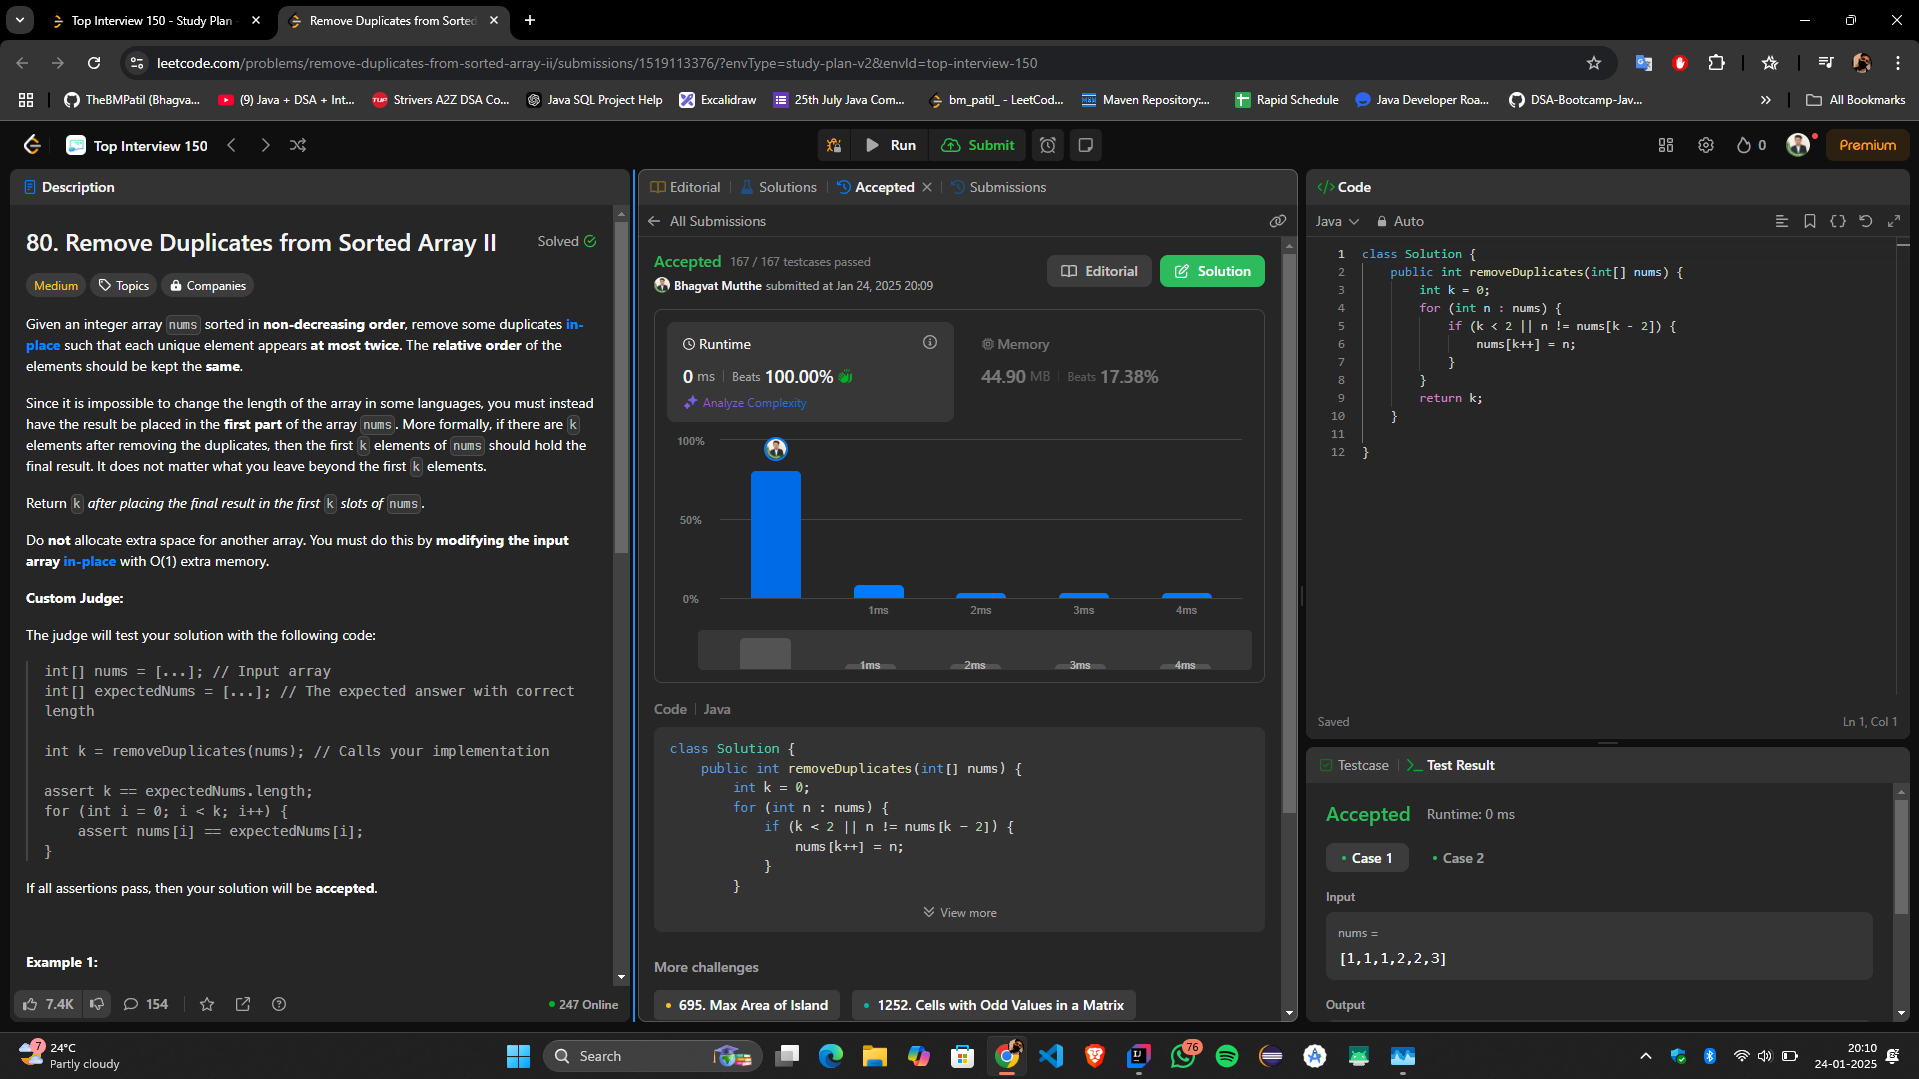 Top Interview 150 - Study Plan
Remove Duplicates from Sorted
leetcode.com/problems/remove-duplicates-from-sorted-array-ii/submissions/1519113376/?envType=study-plan-v2&envId=top-interview-150
TheBMPatil (Bhagva...
(9) Java + DSA + Int...
Strivers A2Z DSA Co...
Java SQL Project Help
Excalidraw
25th July Java Com...
bm_patil_ - LeetCod...
Maven Repository:...
Rapid Schedule
Java Developer Roa...
DSA-Bootcamp-Jav...
All Bookmarks
Top Interview 150
Run
Submit
0
Premium
Description
80. Remove Duplicates from Sorted Array II
Solved
Medium
Topics
Companies
Given an integer array nums sorted in non-decreasing order, remove some duplicates in-
place such that each unique element appears at most twice. The relative order of the
elements should be kept the same.
Since it is impossible to change the length of the array in some languages, you must instead
have the result be placed in the first part of the array nums. More formally, if there are k
elements after removing the duplicates, then the first k elements of nums should hold the
final result. It does not matter what you leave beyond the first k elements.
Return k after placing the final result in the first k slots of nums.
Do not allocate extra space for another array. You must do this by modifying the input
array in-place with O(1) extra memory.
Custom Judge:
The judge will test your solution with the following code:
int[] nums = [...]; // Input array
int[] expectedNums = [...]; // The expected answer with correct
length
int k = removeDuplicates(nums); // Calls your implementation
assert k == expectedNums.length;
for (int i = 0; i < k; i++) {
assert nums[i] == expectedNums[i];
}
If all assertions pass, then your solution will be accepted.
Example 1:
7.4K
154
247 Online
Editorial
Solutions
Accepted
Submissions
All Submissions
Accepted 167 / 167 testcases passed
Bhagvat Mutthe submitted at Jan 24, 2025 20:09
Editorial
Solution
Runtime
0 ms Beats 100.00%
Analyze Complexity
Memory
44.90 MB Beats 17.38%
100%
50%
0%
1ms
2ms
3ms
4ms
1ms
2ms
3ms
4ms
Code Java
class Solution {
public int removeDuplicates(int[] nums) {
int k = 0;
for (int n : nums) {
if (k < 2 || n != nums[k - 2]) {
nums[k++] = n;
}
}
View more
More challenges
695. Max Area of Island
1252. Cells with Odd Values in a Matrix
</>Code
Java
Auto
1 class Solution {
2 public int removeDuplicates(int[] nums) {
3 int k = 0;
4 for (int n : nums) {
5 if (k < 2 || n != nums[k - 2]) {
6 nums[k++] = n;
7 }
8 }
9 return k;
10 }
11
12 }
Saved
Ln 1, Col 1
Testcase
Test Result
Accepted Runtime: 0 ms
Case 1
Case 2
Input
nums =
[1,1,1,2,2,3]
Output
7
24°C
Partly cloudy
Search
76
20:10
24-01-2025